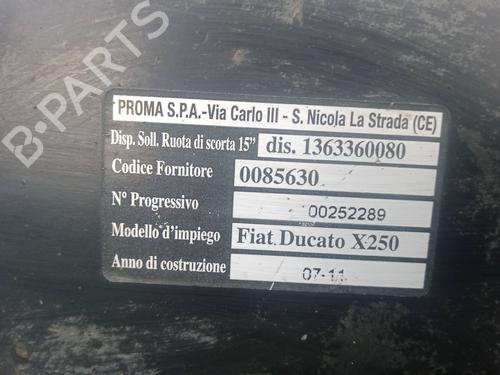 B-PARTS
PROMA S.P.A.-Via Carlo III - S. Nicola La Strada (CE)
Disp. Soll. Ruota di scorta 15” dis. 1363360080
Codice Fornitore 0085630
N° Progressivo 00252289
Modello d’impiego Fiat Ducato X250
Anno di costruzione 07-11